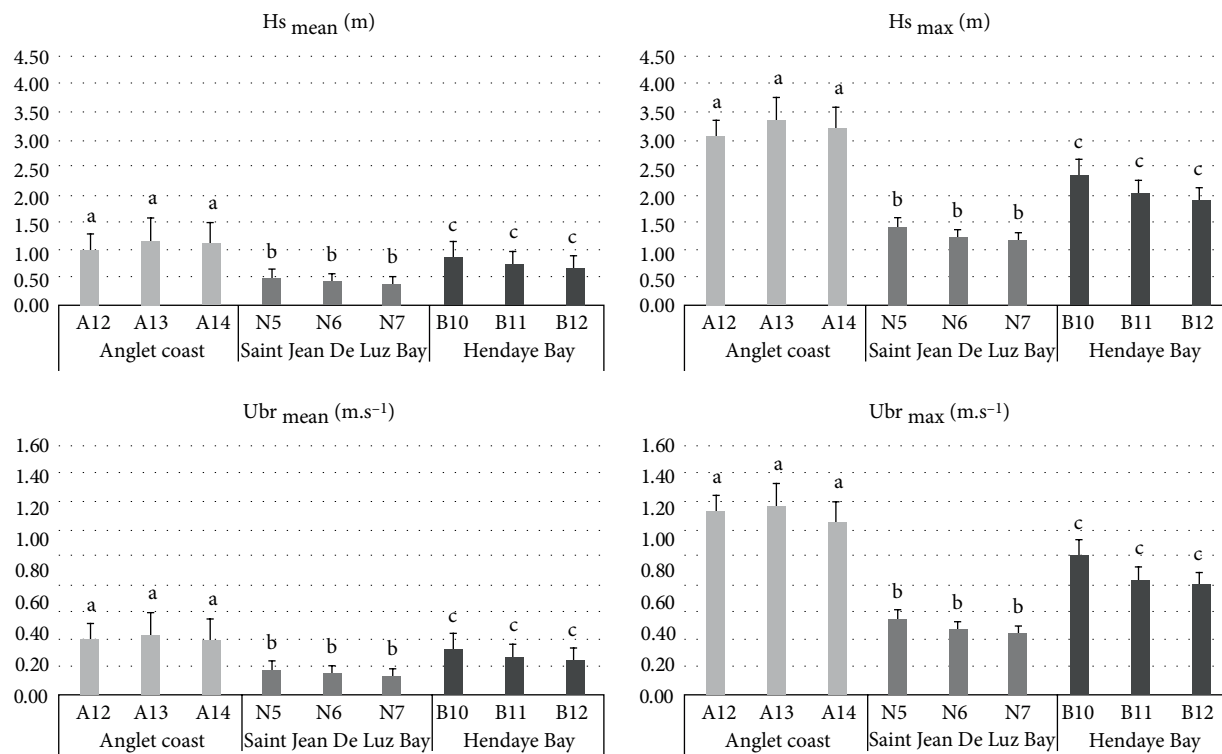 Hs mean (m)
4.50
4.00
3.50
3.00
2.50
2.00
1.50
1.00
0.50
0.00
a a a b b b c c c
A12 A13 A14 N5 N6 N7 B10 B11 B12
Anglet coast Saint Jean De Luz Bay Hendaye Bay
Hs max (m)
4.50
4.00
3.50
3.00
2.50
2.00
1.50
1.00
0.50
0.00
a a a b b b c c c
A12 A13 A14 N5 N6 N7 B10 B11 B12
Anglet coast Saint Jean De Luz Bay Hendaye Bay
Ubr mean (m.s⁻¹)
1.60
1.40
1.20
1.00
0.80
0.60
0.40
0.20
0.00
a a a b b b c c c
A12 A13 A14 N5 N6 N7 B10 B11 B12
Anglet coast Saint Jean De Luz Bay Hendaye Bay
Ubr max (m.s⁻¹)
1.60
1.40
1.20
1.00
0.80
0.60
0.40
0.20
0.00
a a a b b b c c c
A12 A13 A14 N5 N6 N7 B10 B11 B12
Anglet coast Saint Jean De Luz Bay Hendaye Bay